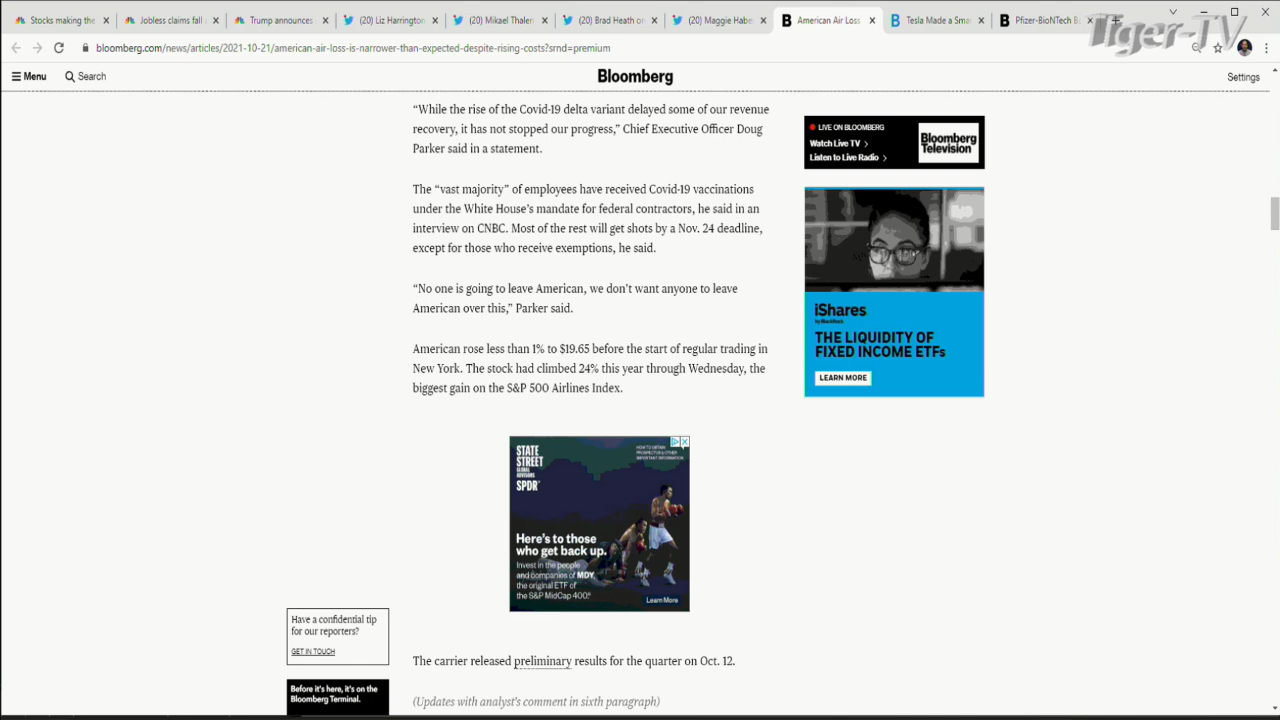 Stocks making the
Jobless claims fall
Trump announces
(20) Liz Harrington
(20) Mikael Thalen
(20) Brad Heath on
(20) Maggie Haber
American Air Loss
Tesla Made a Smar
Pfizer-BioNTech B
Tiger-TV
bloomberg.com/news/articles/2021-10-21/american-air-loss-is-narrower-than-expected-despite-rising-costs?srnd=premium
Menu
Search
Bloomberg
Settings
“While the rise of the Covid-19 delta variant delayed some of our revenue
recovery, it has not stopped our progress,” Chief Executive Officer Doug
Parker said in a statement.
The “vast majority” of employees have received Covid-19 vaccinations
under the White House’s mandate for federal contractors, he said in an
interview on CNBC. Most of the rest will get shots by a Nov. 24 deadline,
except for those who receive exemptions, he said.
“No one is going to leave American, we don’t want anyone to leave
American over this,” Parker said.
American rose less than 1% to $19.65 before the start of regular trading in
New York. The stock had climbed 24% this year through Wednesday, the
biggest gain on the S&P 500 Airlines Index.
LIVE ON BLOOMBERG
Watch Live TV
Listen to Live Radio
Bloomberg
Television
iShares
by BlackRock
THE LIQUIDITY OF
FIXED INCOME ETFs
LEARN MORE
STATE
STREET
GLOBAL
ADVISORS
SPDR
HOW TO OBTAIN
PROSPECTUS & OTHER
IMPORTANT INFORMATION
Here's to those
who get back up.
Invest in the people
and companies of MDY,
the original ETF of
the S&P MidCap 400.
Learn More
Have a confidential tip
for our reporters?
GET IN TOUCH
Before it's here, it's on the
Bloomberg Terminal.
The carrier released preliminary results for the quarter on Oct. 12.
(Updates with analyst’s comment in sixth paragraph)